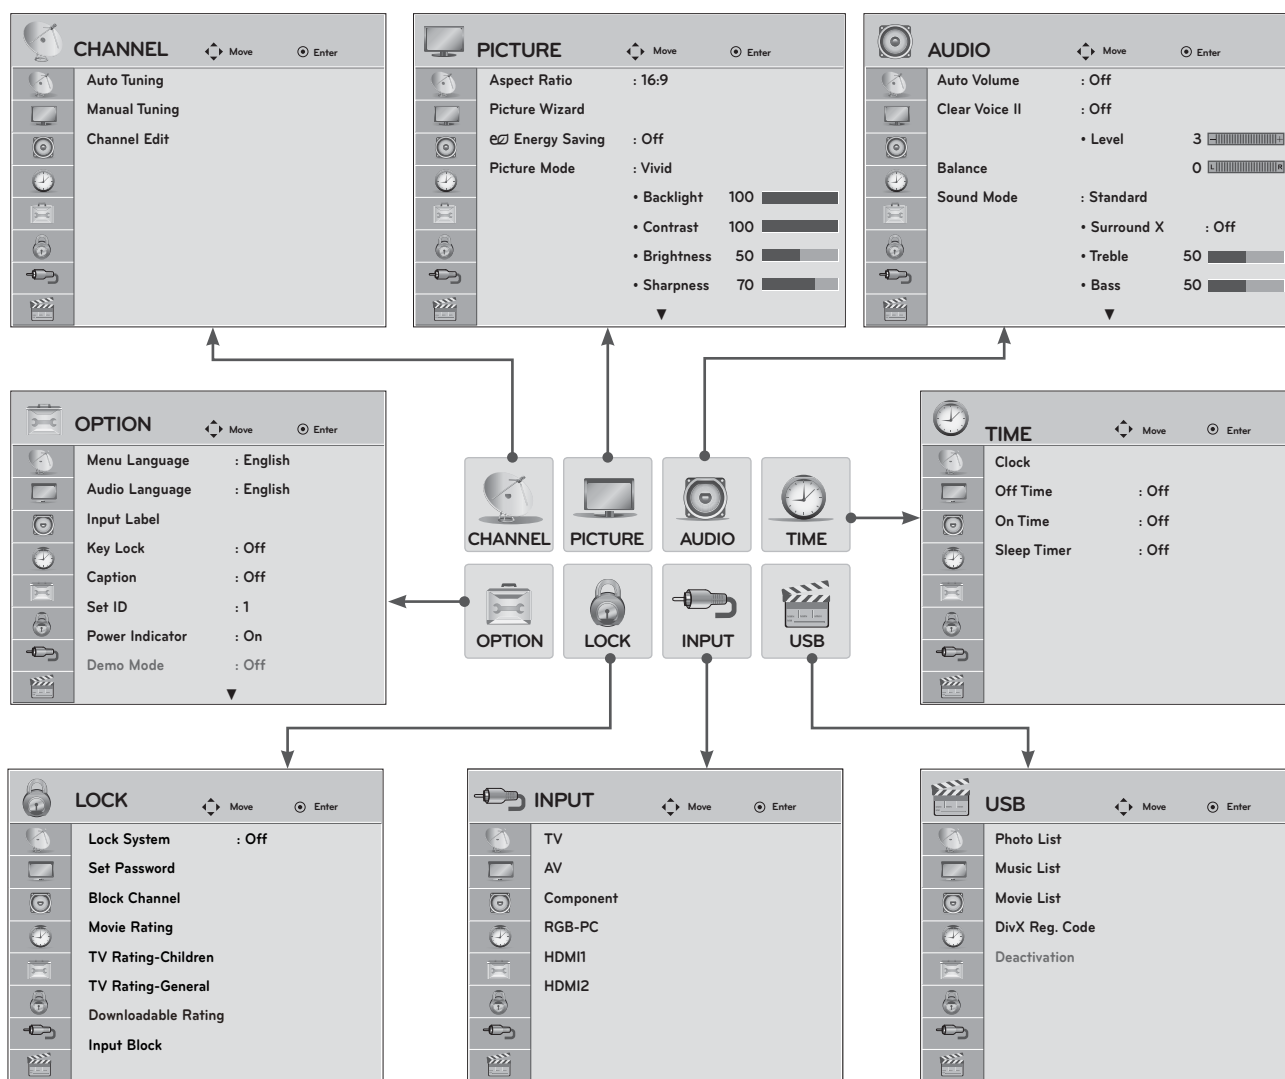 CHANNEL Move Enter
Auto Tuning
Manual Tuning
Channel Edit
PICTURE Move Enter
Aspect Ratio : 16:9
Picture Wizard
Energy Saving : Off
Picture Mode : Vivid
• Backlight 100
• Contrast 100
• Brightness 50
• Sharpness 70
▼
AUDIO Move Enter
Auto Volume : Off
Clear Voice II : Off
• Level 3 - +
Balance 0 L R
Sound Mode : Standard
• Surround X : Off
• Treble 50
• Bass 50
▼
OPTION Move Enter
Menu Language : English
Audio Language : English
Input Label
Key Lock : Off
Caption : Off
Set ID : 1
Power Indicator : On
Demo Mode : Off
▼
CHANNEL PICTURE AUDIO TIME
OPTION LOCK INPUT USB
TIME Move Enter
Clock
Off Time : Off
On Time : Off
Sleep Timer : Off
LOCK Move Enter
Lock System : Off
Set Password
Block Channel
Movie Rating
TV Rating-Children
TV Rating-General
Downloadable Rating
Input Block
INPUT Move Enter
TV
AV
Component
RGB-PC
HDMI1
HDMI2
USB Move Enter
Photo List
Music List
Movie List
DivX Reg. Code
Deactivation